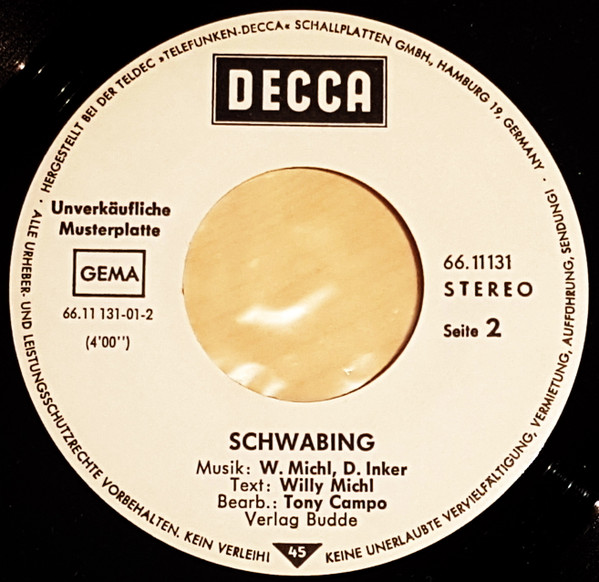 HERGESTELLT BEI DER TELDEC »TELEFUNKEN-DECCA« SCHALLPLATTEN GMBH., HAMBURG 19, GERMANY ·
DECCA
Unverkäufliche
Musterplatte
GEMA
66.11 131-01-2
(4'00'')
66.11131
STEREO
Seite 2
SCHWABING
Musik: W. Michl, D. Inker
Text: Willy Michl
Bearb.: Tony Campo
Verlag Budde
45
· ALLE URHEBER- UND LEISTUNGSSCHUTZRECHTE VORBEHALTEN. KEIN VERLEIH! KEINE UNERLAUBTE VERVIELFÄLTIGUNG, VERMIETUNG, AUFFÜHRUNG, SENDUNG!